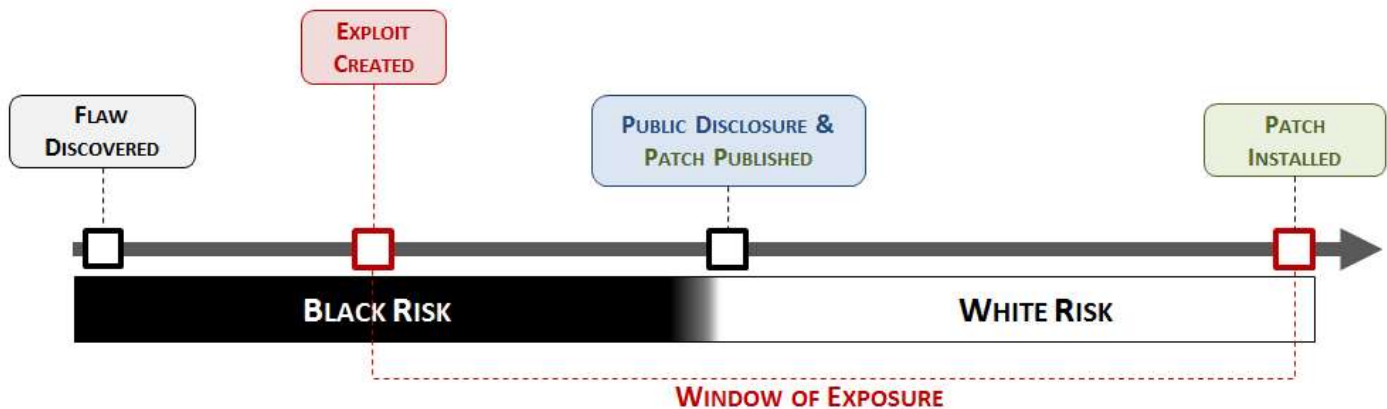 FLAW
DISCOVERED
EXPLOIT
CREATED
PUBLIC DISCLOSURE &
PATCH PUBLISHED
PATCH
INSTALLED
BLACK RISK
WHITE RISK
WINDOW OF EXPOSURE